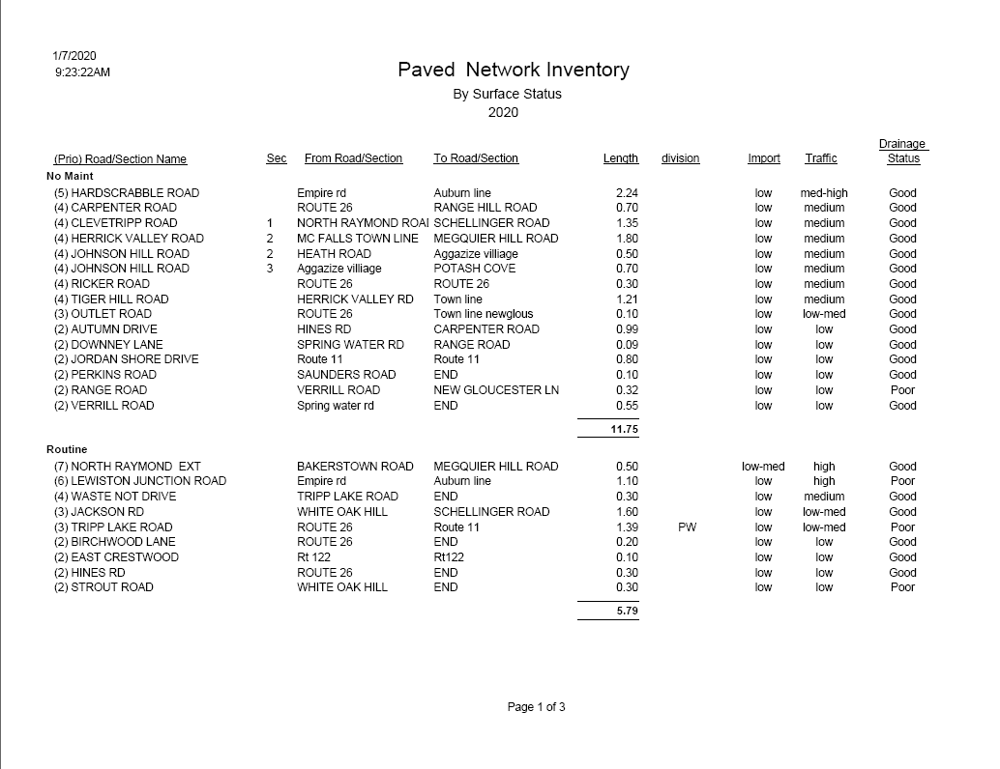 1/7/2020
9:23:22AM
Paved Network Inventory
By Surface Status
2020
Drainage
(Prio) Road/Section Name Sec From Road/Section To Road/Section Length division Import Traffic Status
No Maint
(5) HARDSCRABBLE ROAD Empire rd Auburn line 2.24 low med-high Good
(4) CARPENTER ROAD ROUTE 26 RANGE HILL ROAD 0.70 low medium Good
(4) CLEVETRIPP ROAD 1 NORTH RAYMOND ROAI SCHELLINGER ROAD 1.35 low medium Good
(4) HERRICK VALLEY ROAD 2 MC FALLS TOWN LINE MEGQUIER HILL ROAD 1.80 low medium Good
(4) JOHNSON HILL ROAD 2 HEATH ROAD Aggazize villiage 0.50 low medium Good
(4) JOHNSON HILL ROAD 3 Aggazize villiage POTASH COVE 0.70 low medium Good
(4) RICKER ROAD ROUTE 26 ROUTE 26 0.30 low medium Good
(4) TIGER HILL ROAD HERRICK VALLEY RD Town line 1.21 low medium Good
(3) OUTLET ROAD ROUTE 26 Town line newglous 0.10 low low-med Good
(2) AUTUMN DRIVE HINES RD CARPENTER ROAD 0.99 low low Good
(2) DOWNNEY LANE SPRING WATER RD RANGE ROAD 0.09 low low Good
(2) JORDAN SHORE DRIVE Route 11 Route 11 0.80 low low Good
(2) PERKINS ROAD SAUNDERS ROAD END 0.10 low low Good
(2) RANGE ROAD VERRILL ROAD NEW GLOUCESTER LN 0.32 low low Poor
(2) VERRILL ROAD Spring water rd END 0.55 low low Good
11.75
Routine
(7) NORTH RAYMOND EXT BAKERSTOWN ROAD MEGQUIER HILL ROAD 0.50 low-med high Good
(6) LEWISTON JUNCTION ROAD Empire rd Auburn line 1.10 low high Poor
(4) WASTE NOT DRIVE TRIPP LAKE ROAD END 0.30 low medium Good
(3) JACKSON RD WHITE OAK HILL SCHELLINGER ROAD 1.60 low low-med Good
(3) TRIPP LAKE ROAD ROUTE 26 Route 11 1.39 PW low low-med Poor
(2) BIRCHWOOD LANE ROUTE 26 END 0.20 low low Good
(2) EAST CRESTWOOD Rt 122 Rt122 0.10 low low Good
(2) HINES RD ROUTE 26 END 0.30 low low Good
(2) STROUT ROAD WHITE OAK HILL END 0.30 low low Poor
5.79
Page 1 of 3